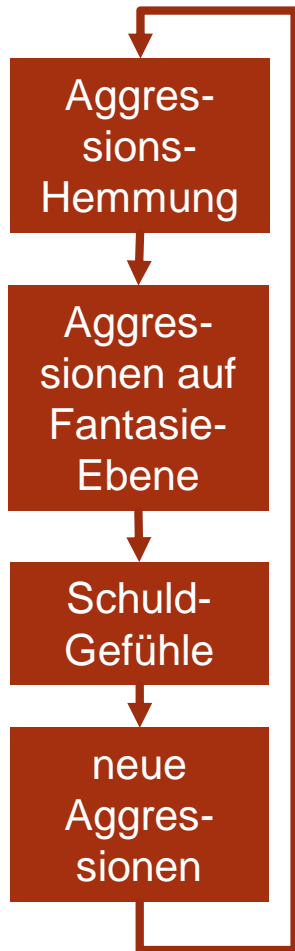 Aggres-
sions-
Hemmung
Aggres-
sionen auf
Fantasie-
Ebene
Schuld-
Gefühle
neue
Aggres-
sionen